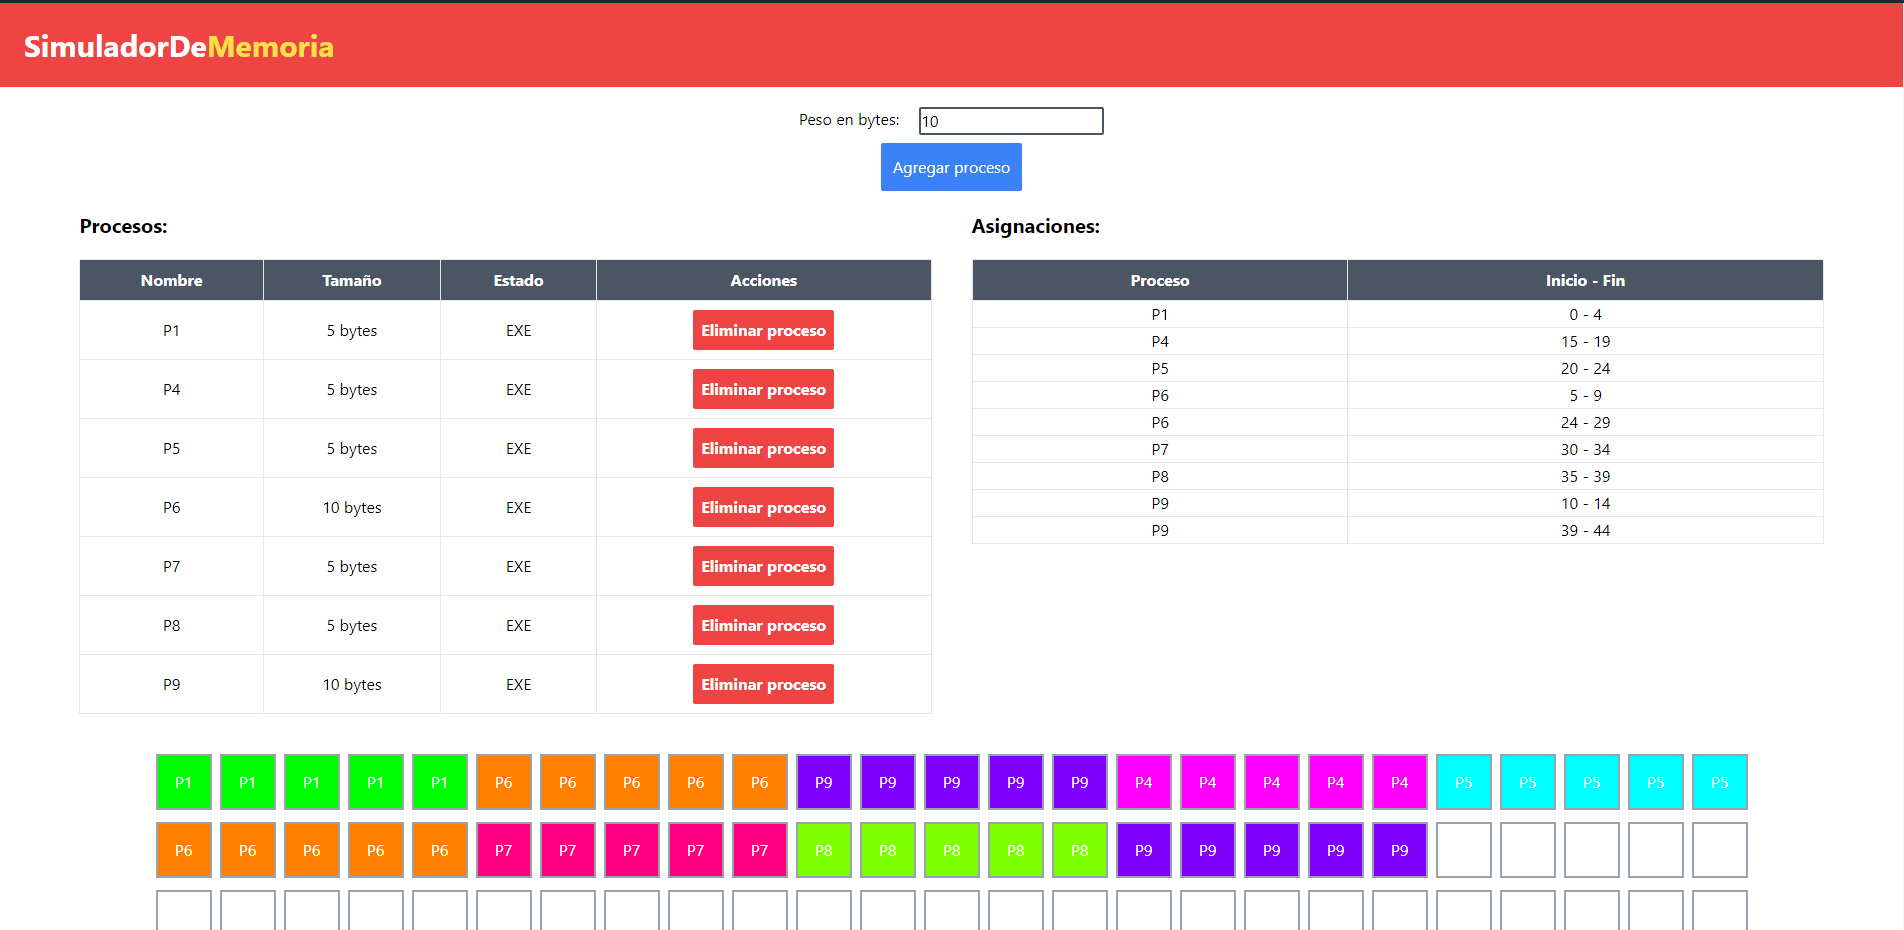 SimuladorDeMemoria
Peso en bytes: 10
Agregar proceso
Procesos:
Nombre Tamaño Estado Acciones
P1 5 bytes EXE Eliminar proceso
P4 5 bytes EXE Eliminar proceso
P5 5 bytes EXE Eliminar proceso
P6 10 bytes EXE Eliminar proceso
P7 5 bytes EXE Eliminar proceso
P8 5 bytes EXE Eliminar proceso
P9 10 bytes EXE Eliminar proceso
Asignaciones:
Proceso Inicio - Fin
P1 0 - 4
P4 15 - 19
P5 20 - 24
P6 5 - 9
P6 24 - 29
P7 30 - 34
P8 35 - 39
P9 10 - 14
P9 39 - 44
P1 P1 P1 P1 P1 P6 P6 P6 P6 P6 P9 P9 P9 P9 P9 P4 P4 P4 P4 P4 P5 P5 P5 P5 P5
P6 P6 P6 P6 P6 P7 P7 P7 P7 P7 P8 P8 P8 P8 P8 P9 P9 P9 P9 P9